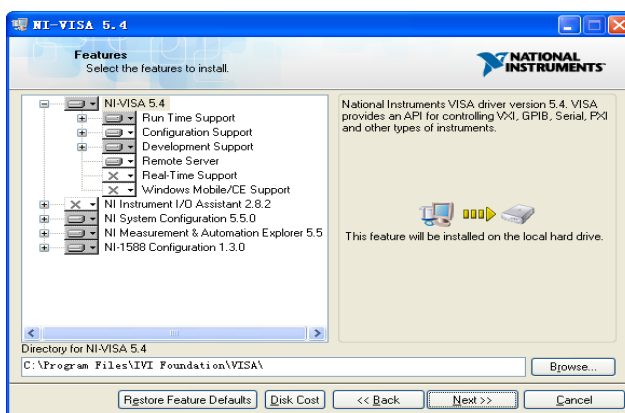 NI-VISA 5.4
Features
Select the features to install.
NATIONAL
INSTRUMENTS™
NI-VISA 5.4
Run Time Support
Configuration Support
Development Support
Remote Server
Real-Time Support
Windows Mobile/CE Support
NI Instrument I/O Assistant 2.8.2
NI System Configuration 5.5.0
NI Measurement & Automation Explorer 5.5
NI-1588 Configuration 1.3.0
National Instruments VISA driver version 5.4. VISA
provides an API for controlling VXI, GPIB, Serial, PXI
and other types of instruments.
This feature will be installed on the local hard drive.
Directory for NI-VISA 5.4
C:\Program Files\IVI Foundation\VISA\
Browse...
Restore Feature Defaults
Disk Cost
<< Back
Next >>
Cancel